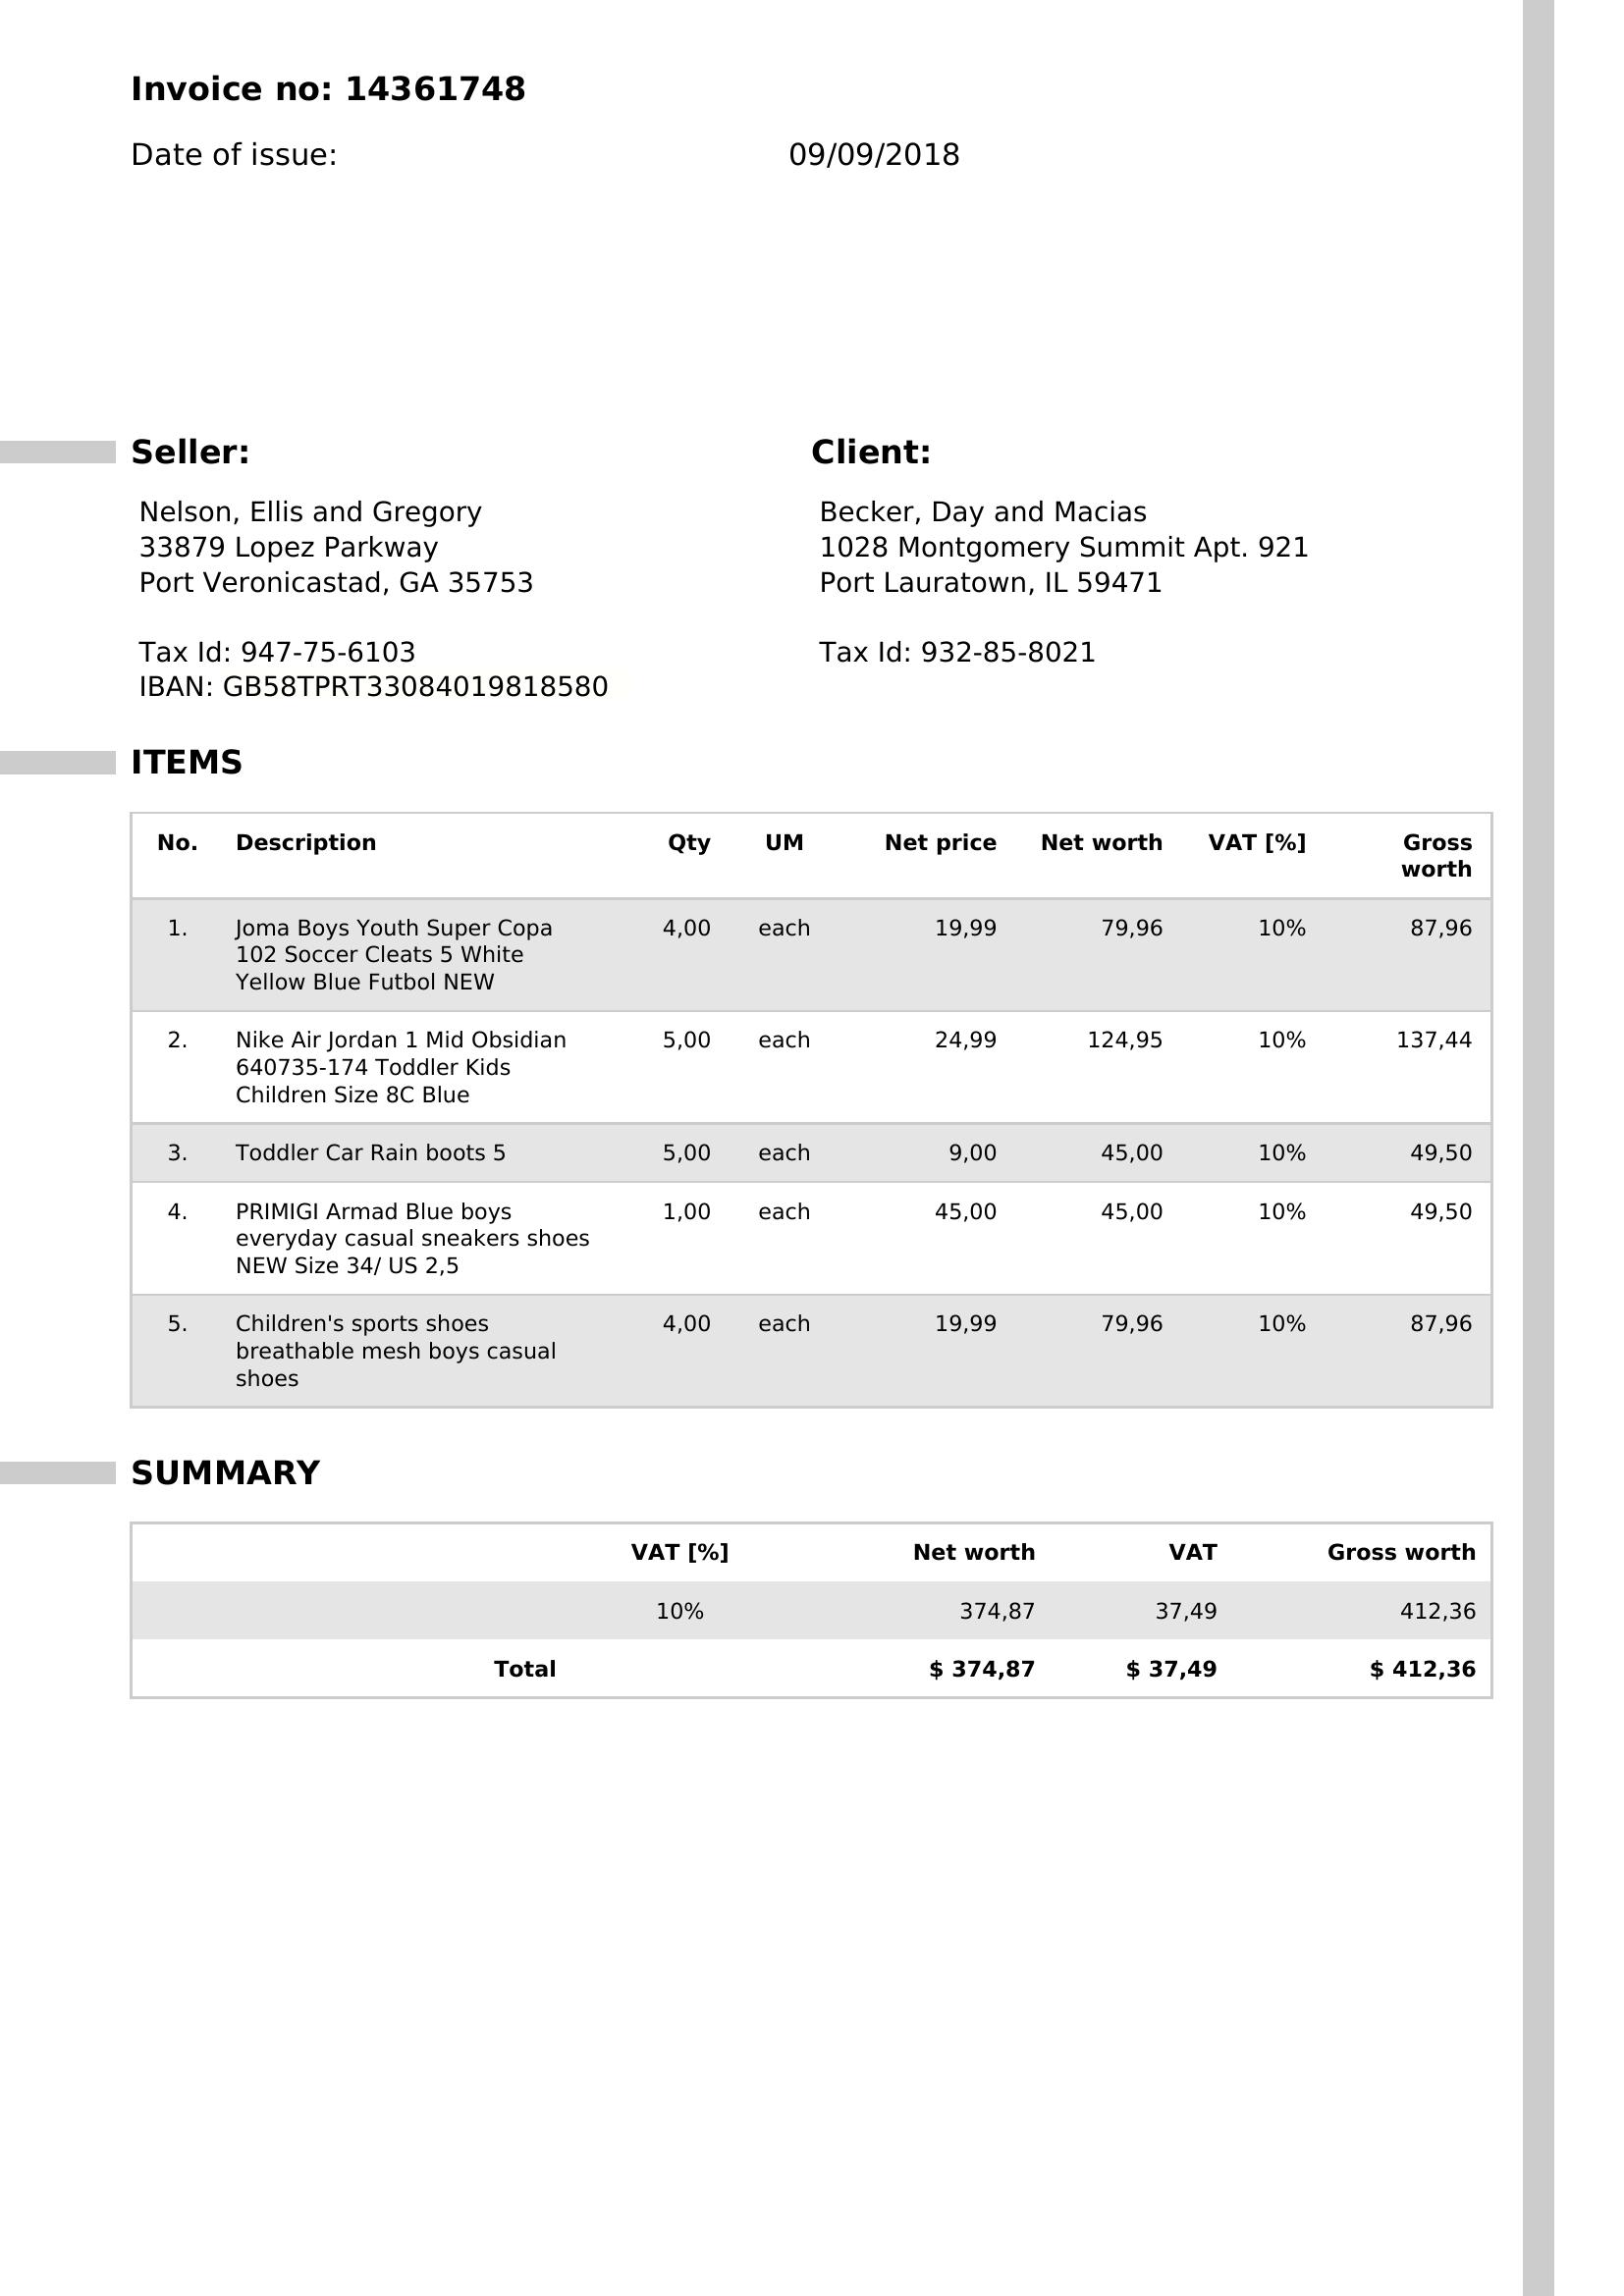 Invoice no: 14361748
Date of issue: 09/09/2018
Seller:
Nelson, Ellis and Gregory
33879 Lopez Parkway
Port Veronicastad, GA 35753
Tax Id: 947-75-6103
IBAN: GB58TPRT33084019818580
Client:
Becker, Day and Macias
1028 Montgomery Summit Apt. 921
Port Lauratown, IL 59471
Tax Id: 932-85-8021
ITEMS
No. Description Qty UM Net price Net worth VAT [%] Gross
worth
1. Joma Boys Youth Super Copa 4,00 each 19,99 79,96 10% 87,96
102 Soccer Cleats 5 White
Yellow Blue Futbol NEW
2. Nike Air Jordan 1 Mid Obsidian 5,00 each 24,99 124,95 10% 137,44
640735-174 Toddler Kids
Children Size 8C Blue
3. Toddler Car Rain boots 5 5,00 each 9,00 45,00 10% 49,50
4. PRIMIGI Armad Blue boys 1,00 each 45,00 45,00 10% 49,50
everyday casual sneakers shoes
NEW Size 34/ US 2,5
5. Children's sports shoes 4,00 each 19,99 79,96 10% 87,96
breathable mesh boys casual
shoes
SUMMARY
VAT [%] Net worth VAT Gross worth
10% 374,87 37,49 412,36
Total $ 374,87 $ 37,49 $ 412,36